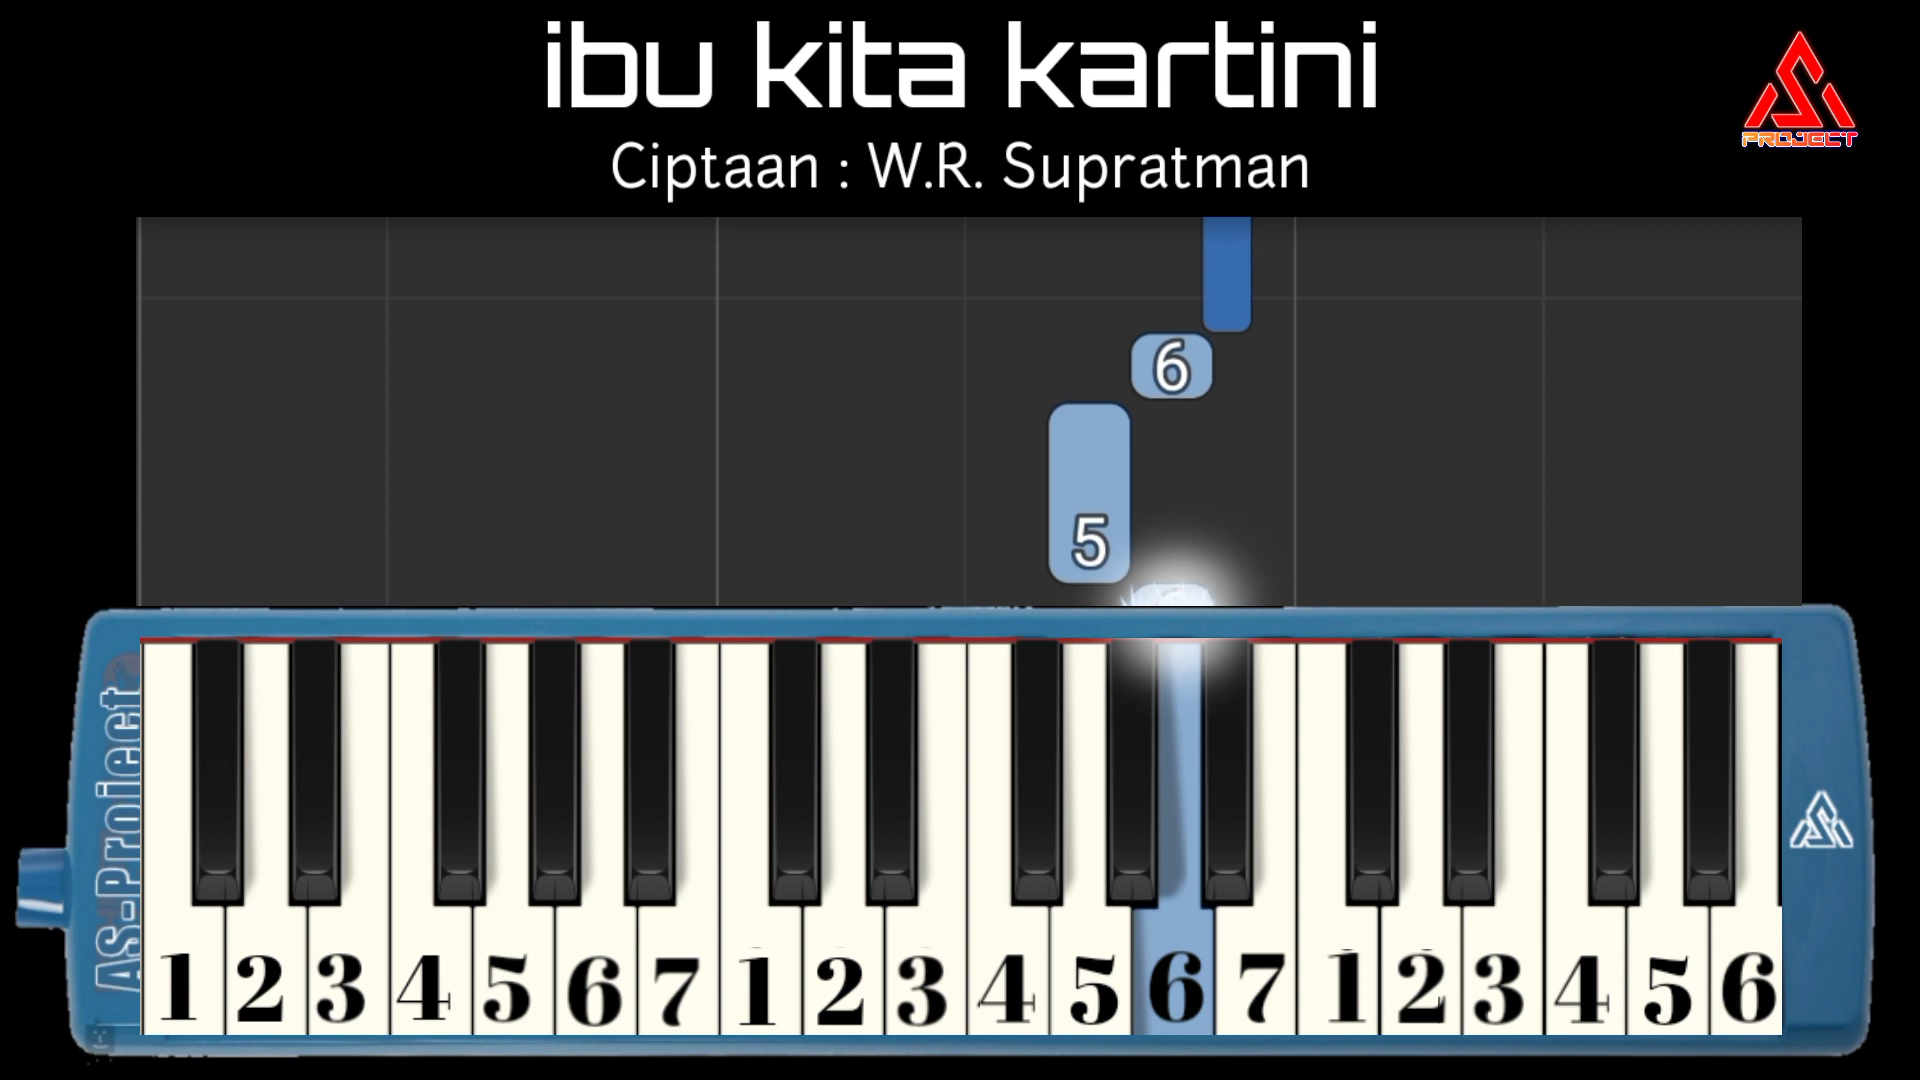 ibu kita kartini
Ciptaan : W.R. Supratman
AS PROJECT
6
5
AS-Project
1 2 3 4 5 6 7 1 2 3 4 5 6 7 1 2 3 4 5 6